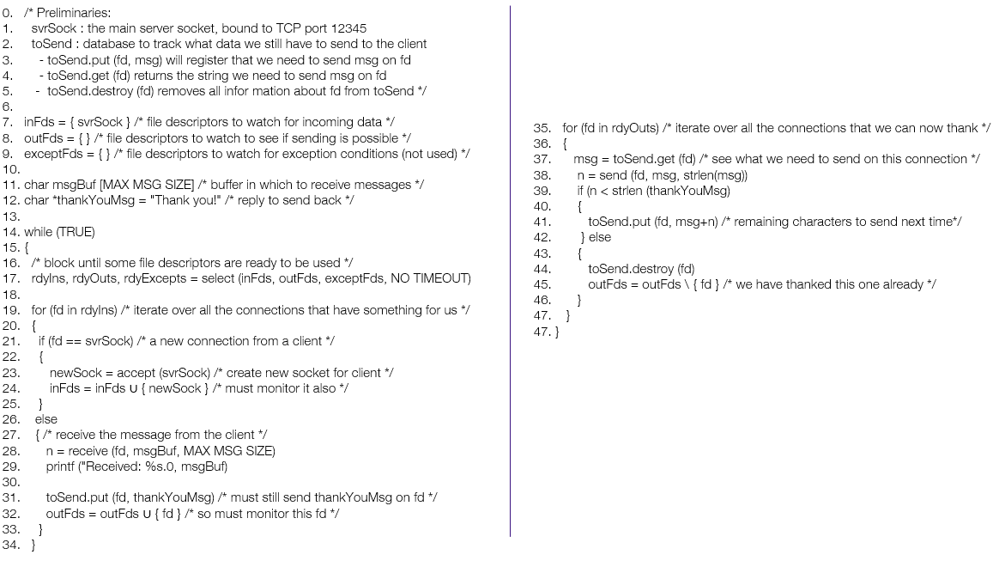 0. /* Preliminaries:
1. svrSock : the main server socket, bound to TCP port 12345
2. toSend : database to track what data we still have to send to the client
3. - toSend.put (fd, msg) will register that we need to send msg on fd
4. - toSend.get (fd) returns the string we need to send msg on fd
5. - toSend.destroy (fd) removes all infor mation about fd from toSend */
6.
7. inFds = { svrSock } /* file descriptors to watch for incoming data */
8. outFds = { } /* file descriptors to watch to see if sending is possible */
9. exceptFds = { } /* file descriptors to watch for exception conditions (not used) */
10.
11. char msgBuf [MAX MSG SIZE] /* buffer in which to receive messages */
12. char *thankYouMsg = "Thank you!" /* reply to send back */
13.
14. while (TRUE)
15. {
16. /* block until some file descriptors are ready to be used */
17. rdyIns, rdyOuts, rdyExcepts = select (inFds, outFds, exceptFds, NO TIMEOUT)
18.
19. for (fd in rdyIns) /* iterate over all the connections that have something for us */
20. {
21. if (fd == svrSock) /* a new connection from a client */
22. {
23. newSock = accept (svrSock) /* create new socket for client */
24. inFds = inFds ∪ { newSock } /* must monitor it also */
25. }
26. else
27. { /* receive the message from the client */
28. n = receive (fd, msgBuf, MAX MSG SIZE)
29. printf ("Received: %s.0, msgBuf)
30.
31. toSend.put (fd, thankYouMsg) /* must still send thankYouMsg on fd */
32. outFds = outFds ∪ { fd } /* so must monitor this fd */
33. }
34. }
35. for (fd in rdyOuts) /* iterate over all the connections that we can now thank */
36. {
37. msg = toSend.get (fd) /* see what we need to send on this connection */
38. n = send (fd, msg, strlen(msg))
39. if (n < strlen (thankYouMsg)
40. {
41. toSend.put (fd, msg+n) /* remaining characters to send next time*/
42. } else
43. {
44. toSend.destroy (fd)
45. outFds = outFds \ { fd } /* we have thanked this one already */
46. }
47. }
47. }